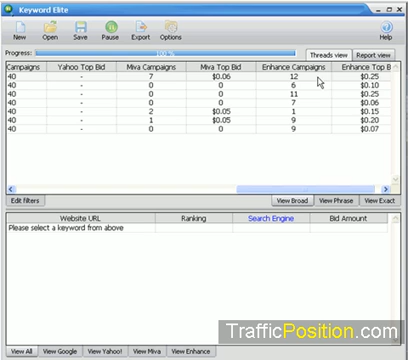 Keyword Elite
New Open Save Pause Export Options Help
Progress: 100 % Threads view Report view
Campaigns Yahoo Top Bid Miva Campaigns Miva Top Bid Enhance Campaigns Enhance Top B
40 - 7 $0.06 12 $0.25
40 - 0 0 6 $0.10
40 - 0 0 11 $0.25
40 - 0 0 7 $0.06
40 - 2 $0.05 1 $0.15
40 - 1 $0.05 9 $0.20
40 - 0 0 9 $0.07
Edit filters View Broad View Phrase View Exact
Website URL Ranking Search Engine Bid Amount
Please select a keyword from above
TrafficPosition.com
View All View Google View Yahoo! View Miva View Enhance